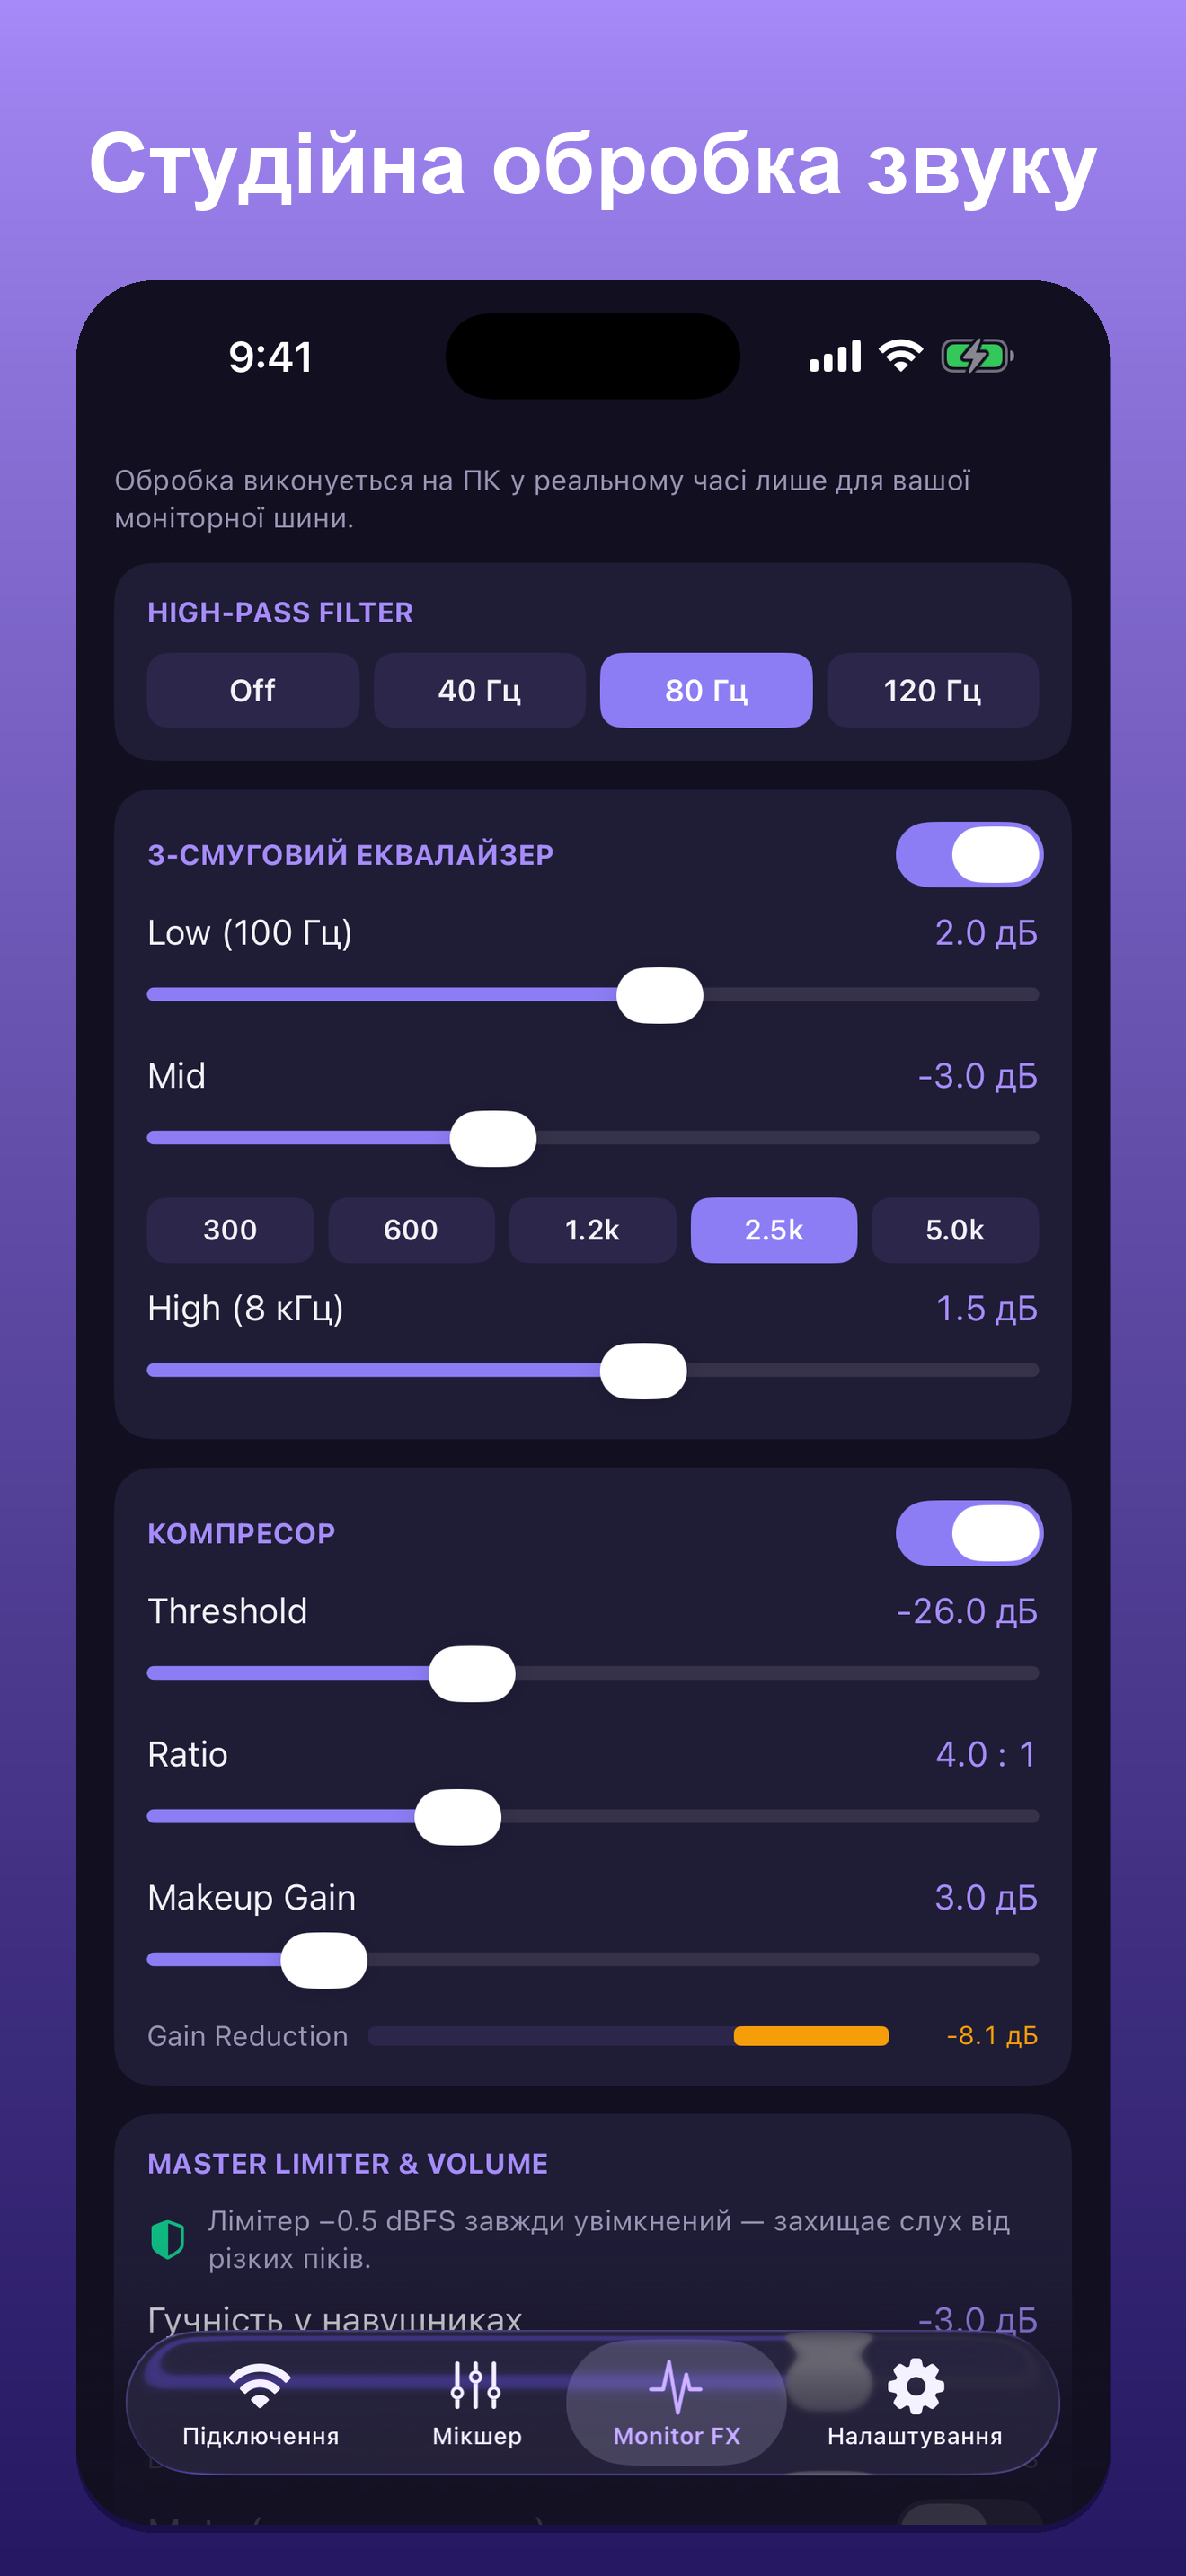 Студійна обробка звуку
9:41
Обробка виконується на ПК у реальному часі лише для вашої
моніторної шини.
HIGH-PASS FILTER
Off
40 Гц
80 Гц
120 Гц
3-СМУГОВИЙ ЕКВАЛАЙЗЕР
Low (100 Гц)
2.0 дБ
Mid
-3.0 дБ
300
600
1.2k
2.5k
5.0k
High (8 кГц)
1.5 дБ
КОМПРЕСОР
Threshold
-26.0 дБ
Ratio
4.0 : 1
Makeup Gain
3.0 дБ
Gain Reduction
-8.1 дБ
MASTER LIMITER & VOLUME
Лімітер −0.5 dBFS завжди увімкнений — захищає слух від
різких піків.
Гучність у навушниках
-3.0 дБ
Підключення
Мікшер
Monitor FX
Налаштування